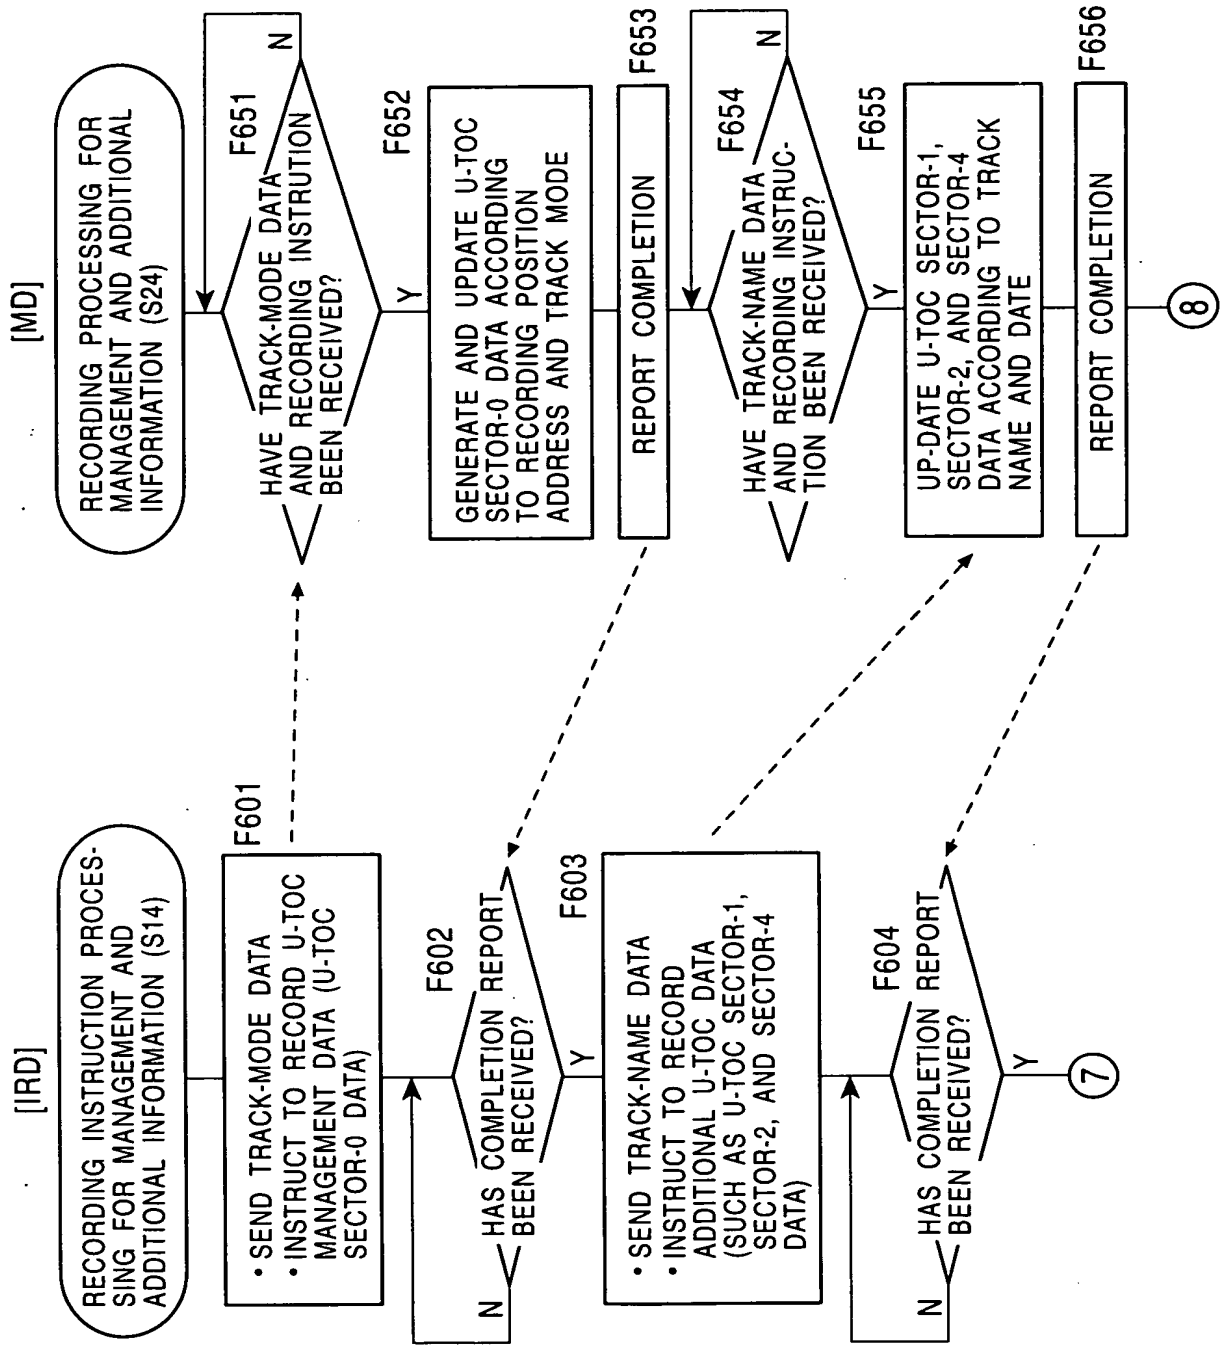 [IRD]
RECORDING INSTRUCTION PROCES-
SING FOR MANAGEMENT AND
ADDITIONAL INFORMATION (S14)
F601
• SEND TRACK-MODE DATA
• INSTRUCT TO RECORD U-TOC
MANAGEMENT DATA (U-TOC
SECTOR-0 DATA)
F602
HAS COMPLETION REPORT
BEEN RECEIVED?
N
Y
F603
• SEND TRACK-NAME DATA
• INSTRUCT TO RECORD
ADDITIONAL U-TOC DATA
(SUCH AS U-TOC SECTOR-1,
SECTOR-2, AND SECTOR-4
DATA)
F604
HAS COMPLETION REPORT
BEEN RECEIVED?
N
Y
7
[MD]
RECORDING PROCESSING FOR
MANAGEMENT AND ADDITIONAL
INFORMATION (S24)
F651
HAVE TRACK-MODE DATA
AND RECORDING INSTRUTION
BEEN RECEIVED?
N
Y
F652
GENERATE AND UPDATE U-TOC
SECTOR-0 DATA ACCORDING
TO RECORDING POSITION
ADDRESS AND TRACK MODE
F653
REPORT COMPLETION
F654
HAVE TRACK-NAME DATA
AND RECORDING INSTRUC-
TION BEEN RECEIVED?
N
Y
F655
UP-DATE U-TOC SECTOR-1,
SECTOR-2, AND SECTOR-4
DATA ACCORDING TO TRACK
NAME AND DATE
F656
REPORT COMPLETION
8